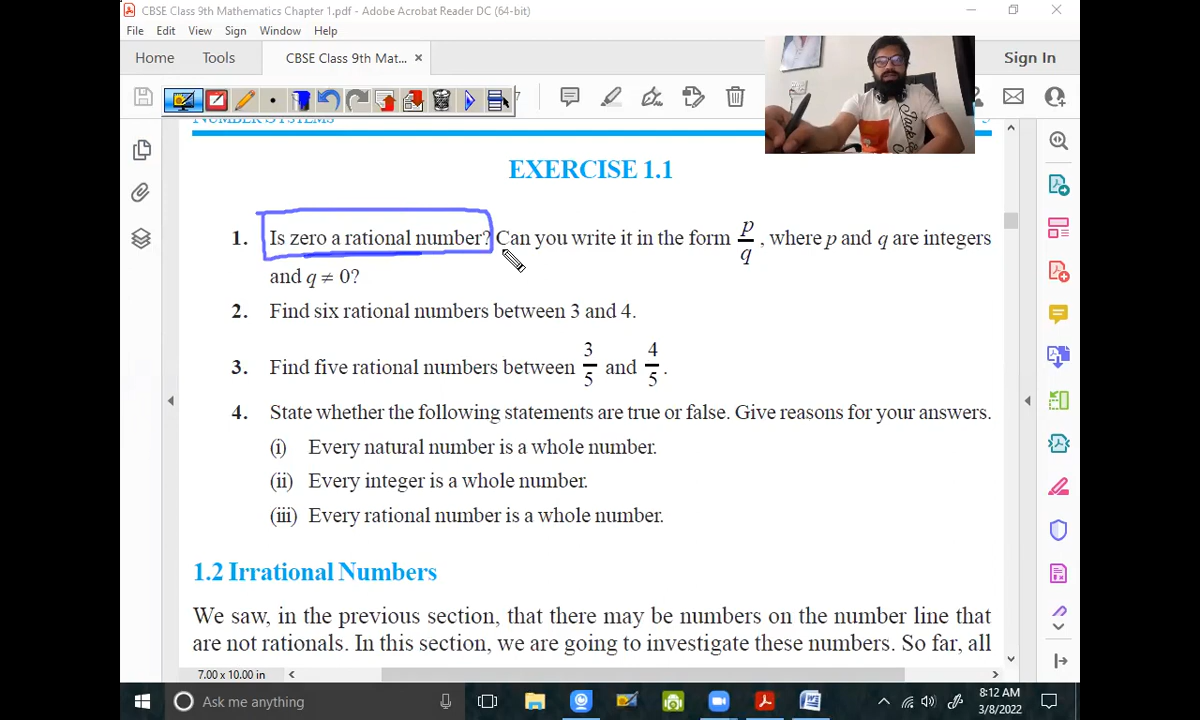 CBSE Class 9th Mathematics Chapter 1.pdf - Adobe Acrobat Reader DC (64-bit)
File Edit View Sign Window Help
Home Tools CBSE Class 9th Mat... × Sign In
NUMBER SYSTEMS 5
EXERCISE 1.1
1. Is zero a rational number? Can you write it in the form p/q , where p and q are integers
and q ≠ 0?
2. Find six rational numbers between 3 and 4.
3. Find five rational numbers between 3/5 and 4/5 .
4. State whether the following statements are true or false. Give reasons for your answers.
(i) Every natural number is a whole number.
(ii) Every integer is a whole number.
(iii) Every rational number is a whole number.
1.2 Irrational Numbers
We saw, in the previous section, that there may be numbers on the number line that
are not rationals. In this section, we are going to investigate these numbers. So far, all
7.00 x 10.00 in
Ask me anything
8:12 AM
3/8/2022